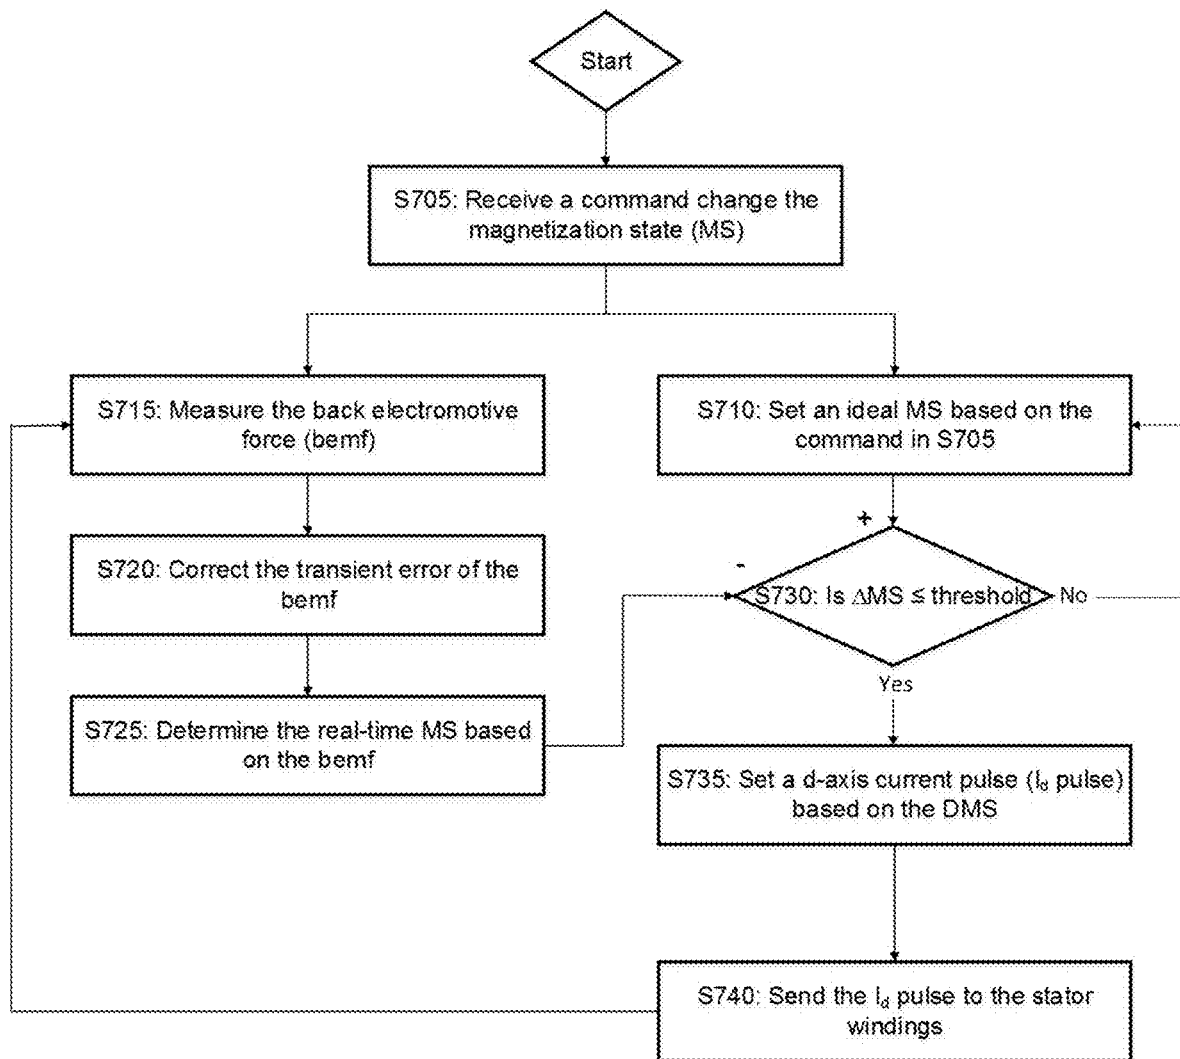 Start
S705: Receive a command change the
magnetization state (MS)
S715: Measure the back electromotive
force (bemf)
S710: Set an ideal MS based on the
command in S705
+
S720: Correct the transient error of the
bemf
-
S730: Is ΔMS ≤ threshold
No
Yes
S725: Determine the real-time MS based
on the bemf
S735: Set a d-axis current pulse (Id pulse)
based on the DMS
S740: Send the Id pulse to the stator
windings